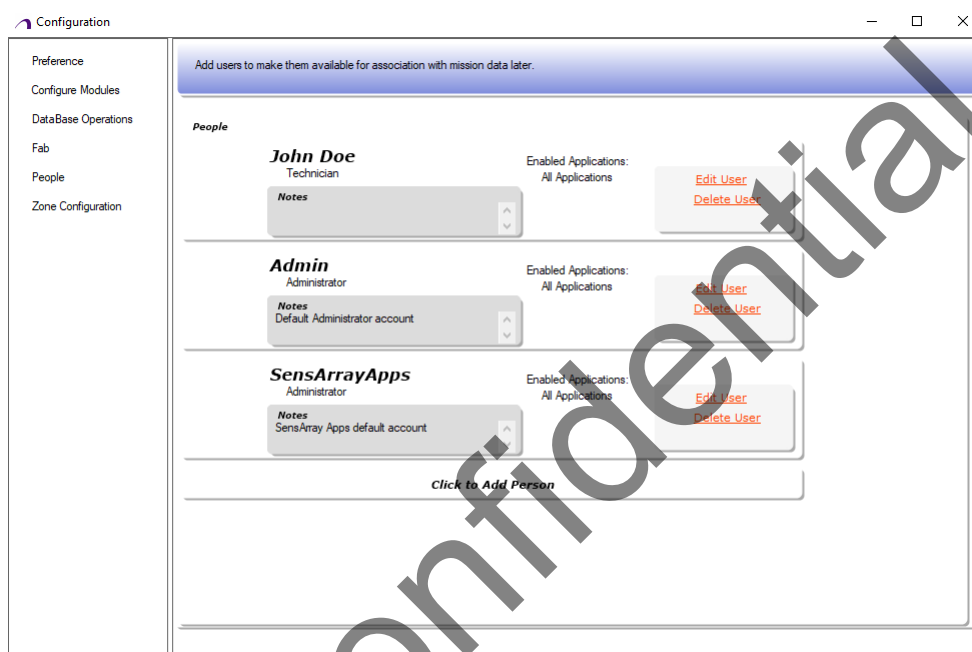 Configuration
Preference
Configure Modules
DataBase Operations
Fab
People
Zone Configuration
Add users to make them available for association with mission data later.
People
John Doe
Technician
Notes
Enabled Applications:
All Applications
Edit User
Delete User
Admin
Administrator
Notes
Default Administrator account
Enabled Applications:
All Applications
Edit User
Delete User
SensArrayApps
Administrator
Notes
SensArray Apps default account
Enabled Applications:
All Applications
Edit User
Delete User
Click to Add Person
onfidential